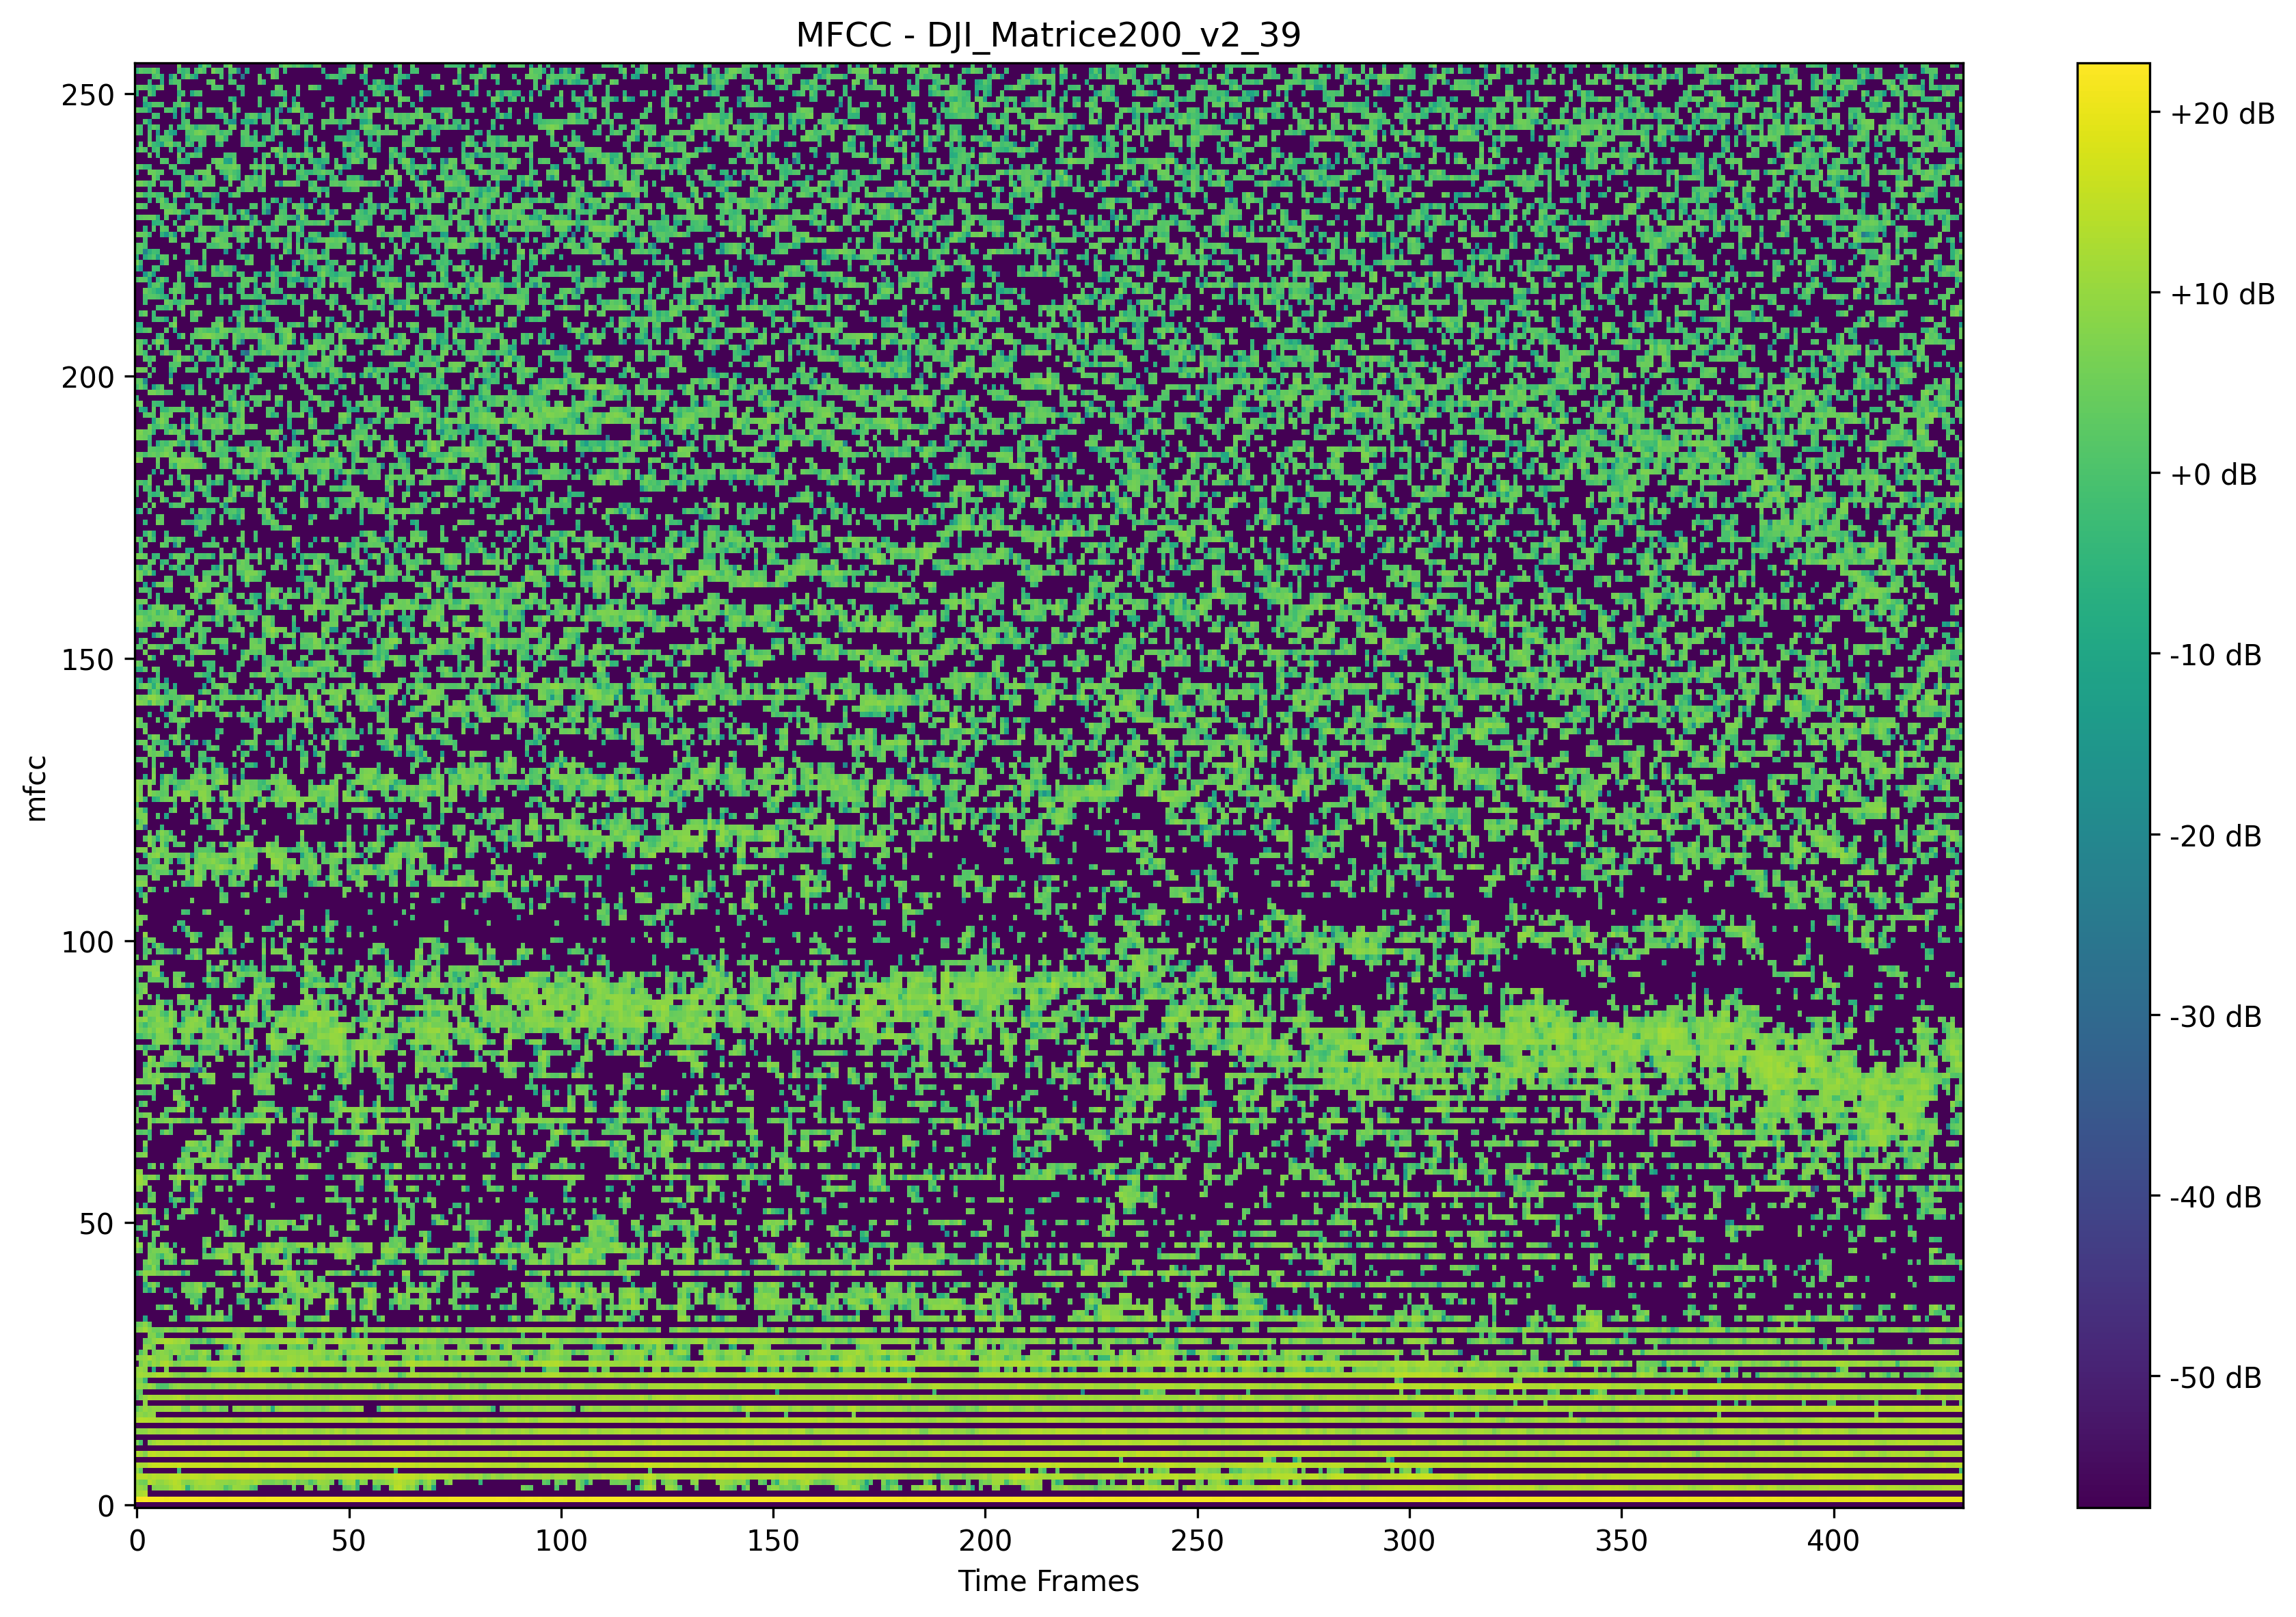 MFCC - DJI_Matrice200_v2_39
250
200
150
100
50
0
mfcc
0 50 100 150 200 250 300 350 400
Time Frames
+20 dB
+10 dB
+0 dB
-10 dB
-20 dB
-30 dB
-40 dB
-50 dB